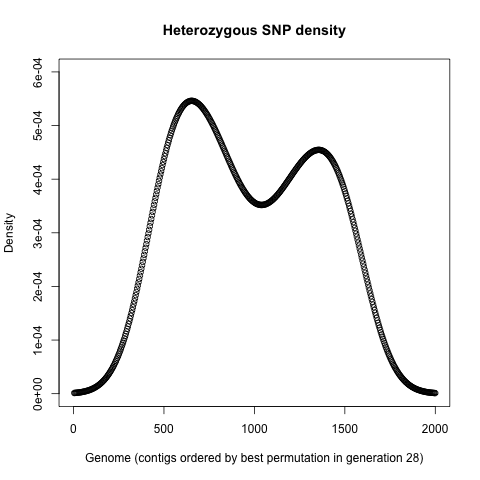 Heterozygous SNP density
6e-04
5e-04
4e-04
3e-04
2e-04
1e-04
0e+00
Density
0 500 1000 1500 2000
Genome (contigs ordered by best permutation in generation 28)